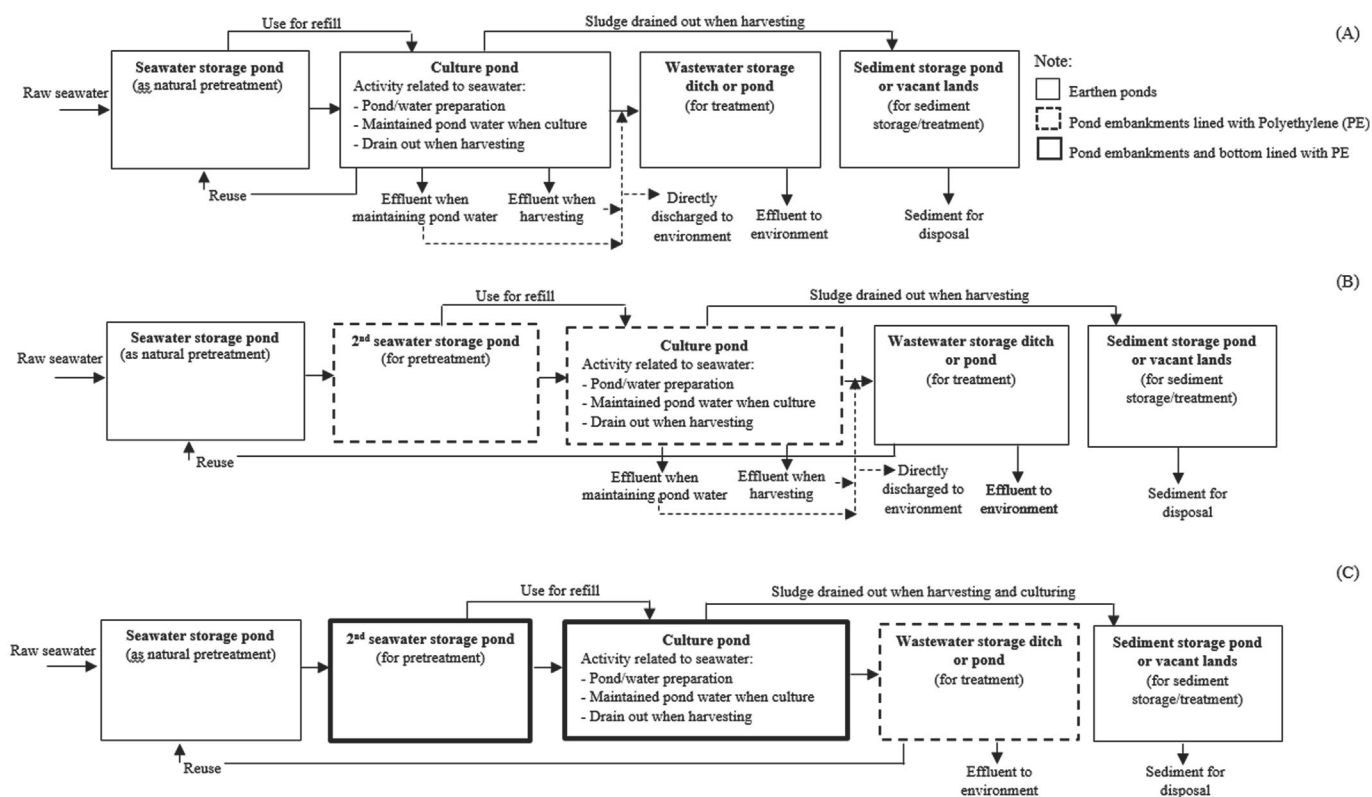 (A)
Use for refill
Sludge drained out when harvesting
Raw seawater
Seawater storage pond
(as natural pretreatment)
Culture pond
Activity related to seawater:
- Pond/water preparation
- Maintained pond water when culture
- Drain out when harvesting
Wastewater storage
ditch or pond
(for treatment)
Sediment storage pond
or vacant lands
(for sediment
storage/treatment)
Note:
Earthen ponds
Pond embankments lined with Polyethylene (PE)
Pond embankments and bottom lined with PE
Reuse
Effluent when
maintaining pond water
Effluent when
harvesting
Directly
discharged to
environment
Effluent to
environment
Sediment for
disposal
(B)
Use for refill
Sludge drained out when harvesting
Raw seawater
Seawater storage pond
(as natural pretreatment)
2nd seawater storage pond
(for pretreatment)
Culture pond
Activity related to seawater:
- Pond/water preparation
- Maintained pond water when culture
- Drain out when harvesting
Wastewater storage ditch
or pond
(for treatment)
Sediment storage pond
or vacant lands
(for sediment
storage/treatment)
Reuse
Effluent when
maintaining pond water
Effluent when
harvesting
Directly
discharged to
environment
Effluent to
environment
Sediment for
disposal
(C)
Use for refill
Sludge drained out when harvesting and culturing
Raw seawater
Seawater storage pond
(as natural pretreatment)
2nd seawater storage pond
(for pretreatment)
Culture pond
Activity related to seawater:
- Pond/water preparation
- Maintained pond water when culture
- Drain out when harvesting
Wastewater storage ditch
or pond
(for treatment)
Sediment storage pond
or vacant lands
(for sediment
storage/treatment)
Reuse
Effluent to
environment
Sediment for
disposal